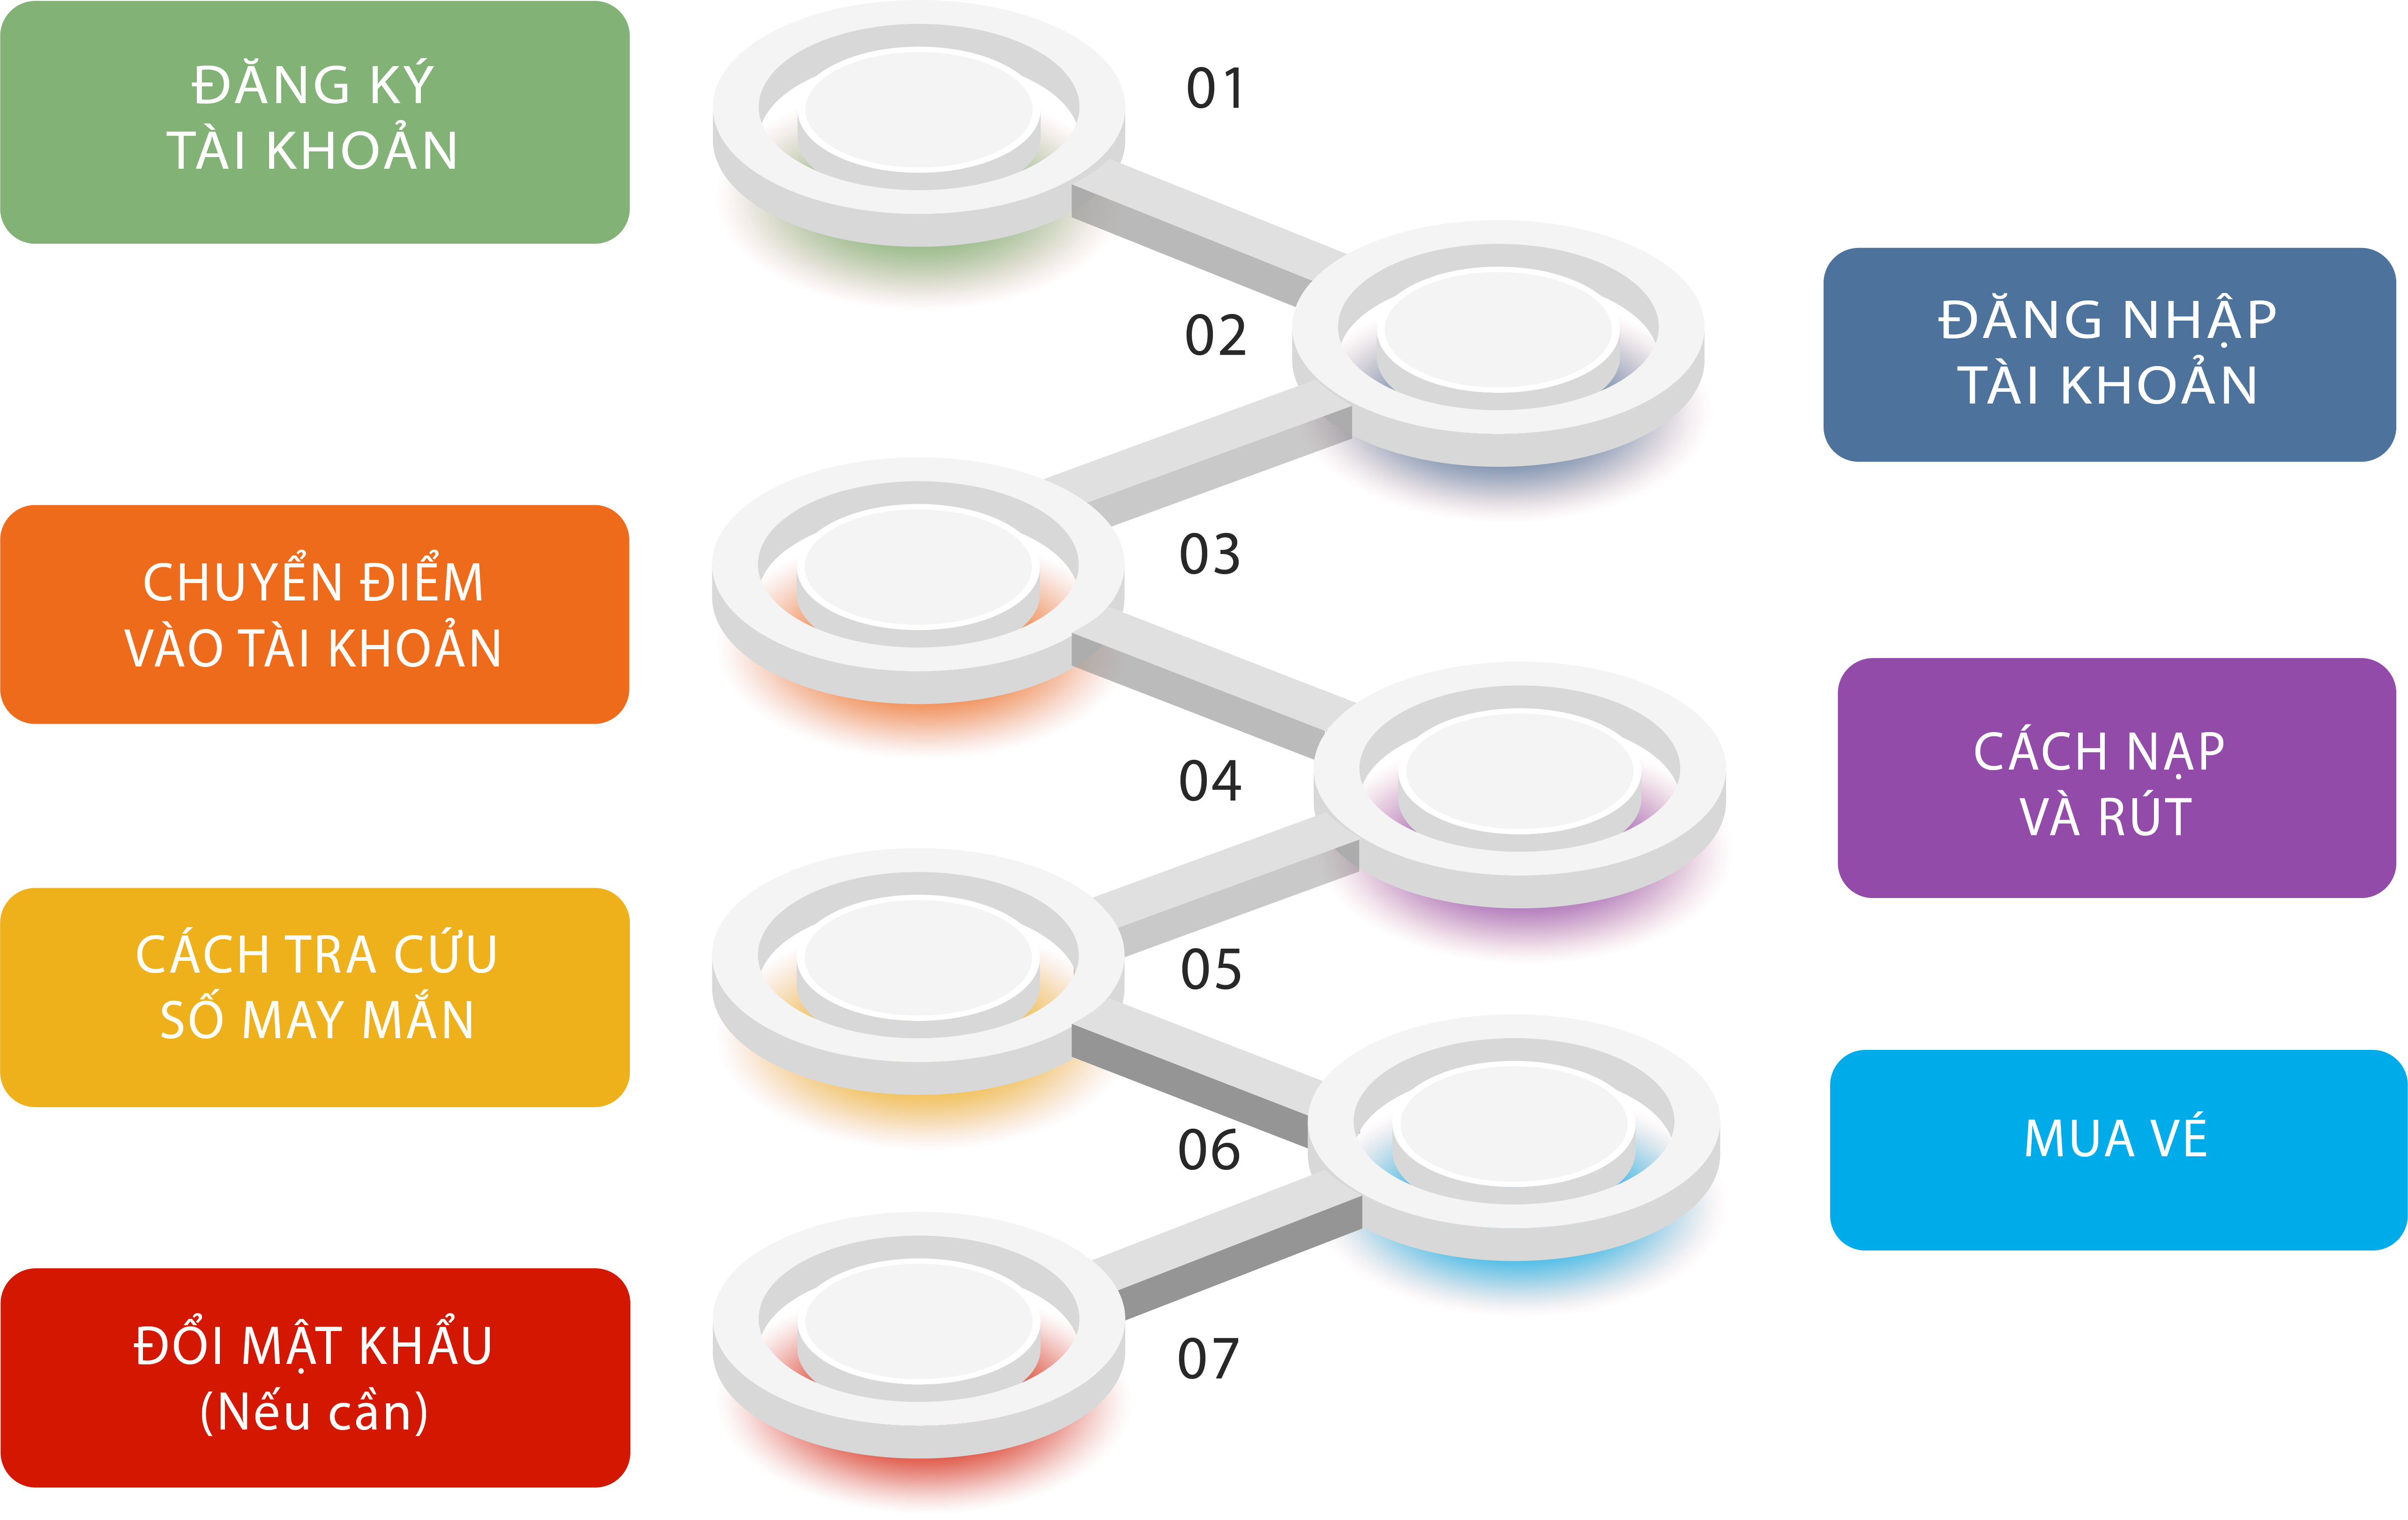 ĐĂNG KÝ
TÀI KHOẢN
01
02
ĐĂNG NHẬP
TÀI KHOẢN
03
CHUYỂN ĐIỂM
VÀO TÀI KHOẢN
04
CÁCH NẠP
VÀ RÚT
05
CÁCH TRA CỨU
SỐ MAY MẮN
06
MUA VÉ
07
ĐỔI MẬT KHẨU
(Nếu cần)